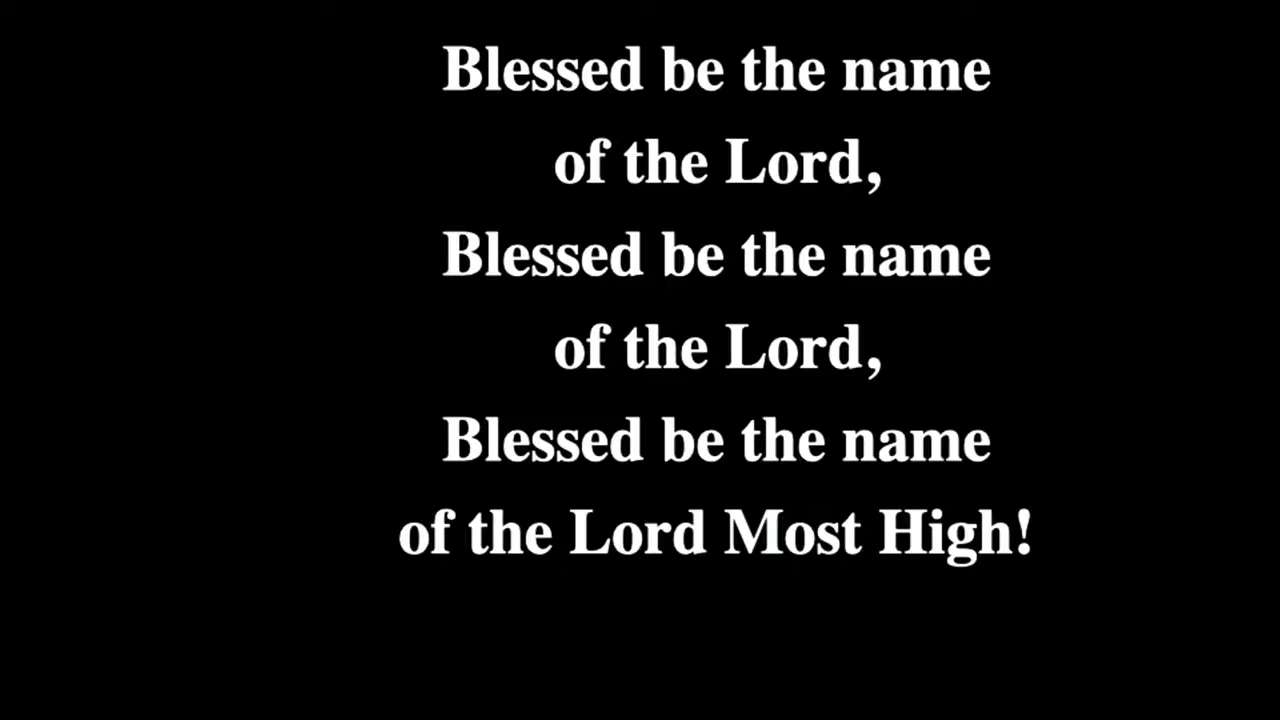 Blessed be the name
of the Lord,
Blessed be the name
of the Lord,
Blessed be the name
of the Lord Most High!